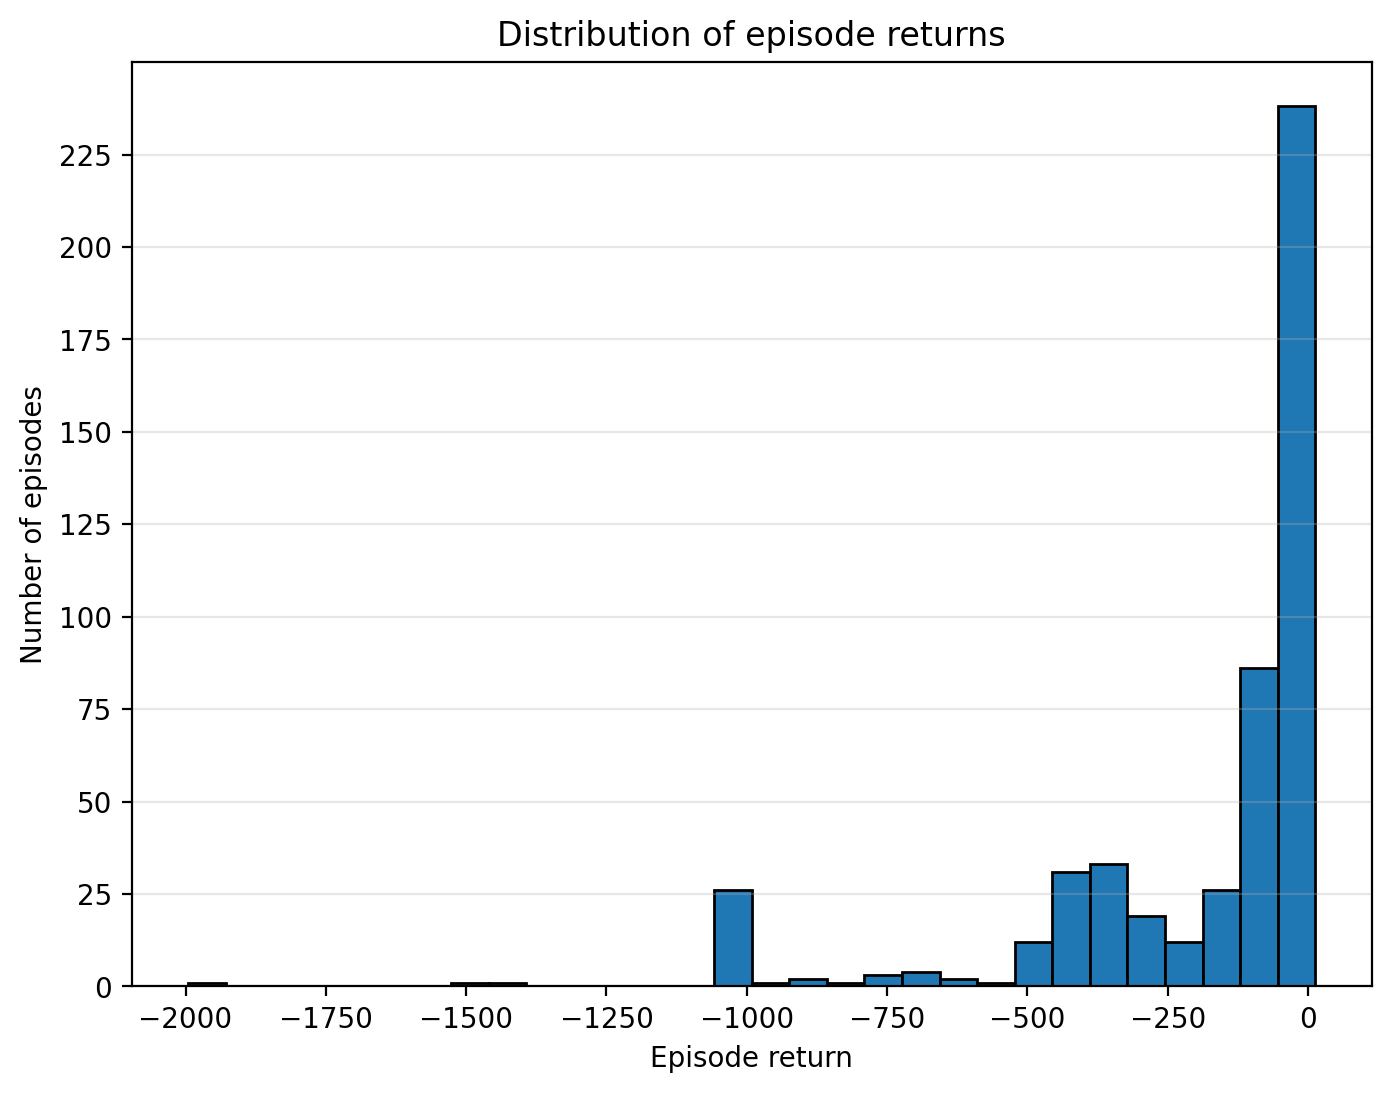 Distribution of episode returns
225
200
175
150
125
100
75
50
25
0
Number of episodes
−2000 −1750 −1500 −1250 −1000 −750 −500 −250 0
Episode return